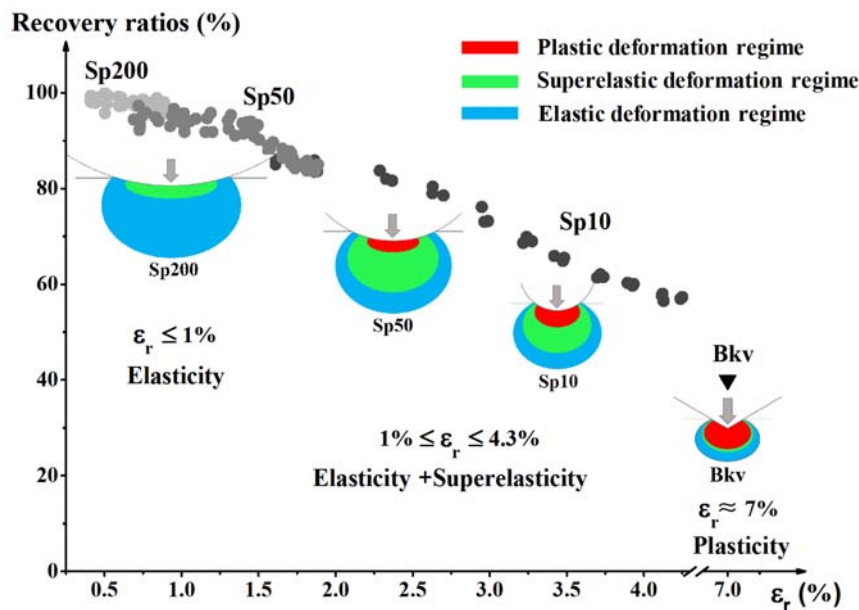 Recovery ratios (%)
Sp200
Sp50
Plastic deformation regime
Superelastic deformation regime
Elastic deformation regime
100
80
60
40
20
0
Sp200
Sp50
Sp10
Sp10
εr ≤ 1%
Elasticity
1% ≤ εr ≤ 4.3%
Elasticity +Superelasticity
Bkv
Bkv
εr ≈ 7%
Plasticity
0.5 1.0 1.5 2.0 2.5 3.0 3.5 4.0 7.0 εr (%)